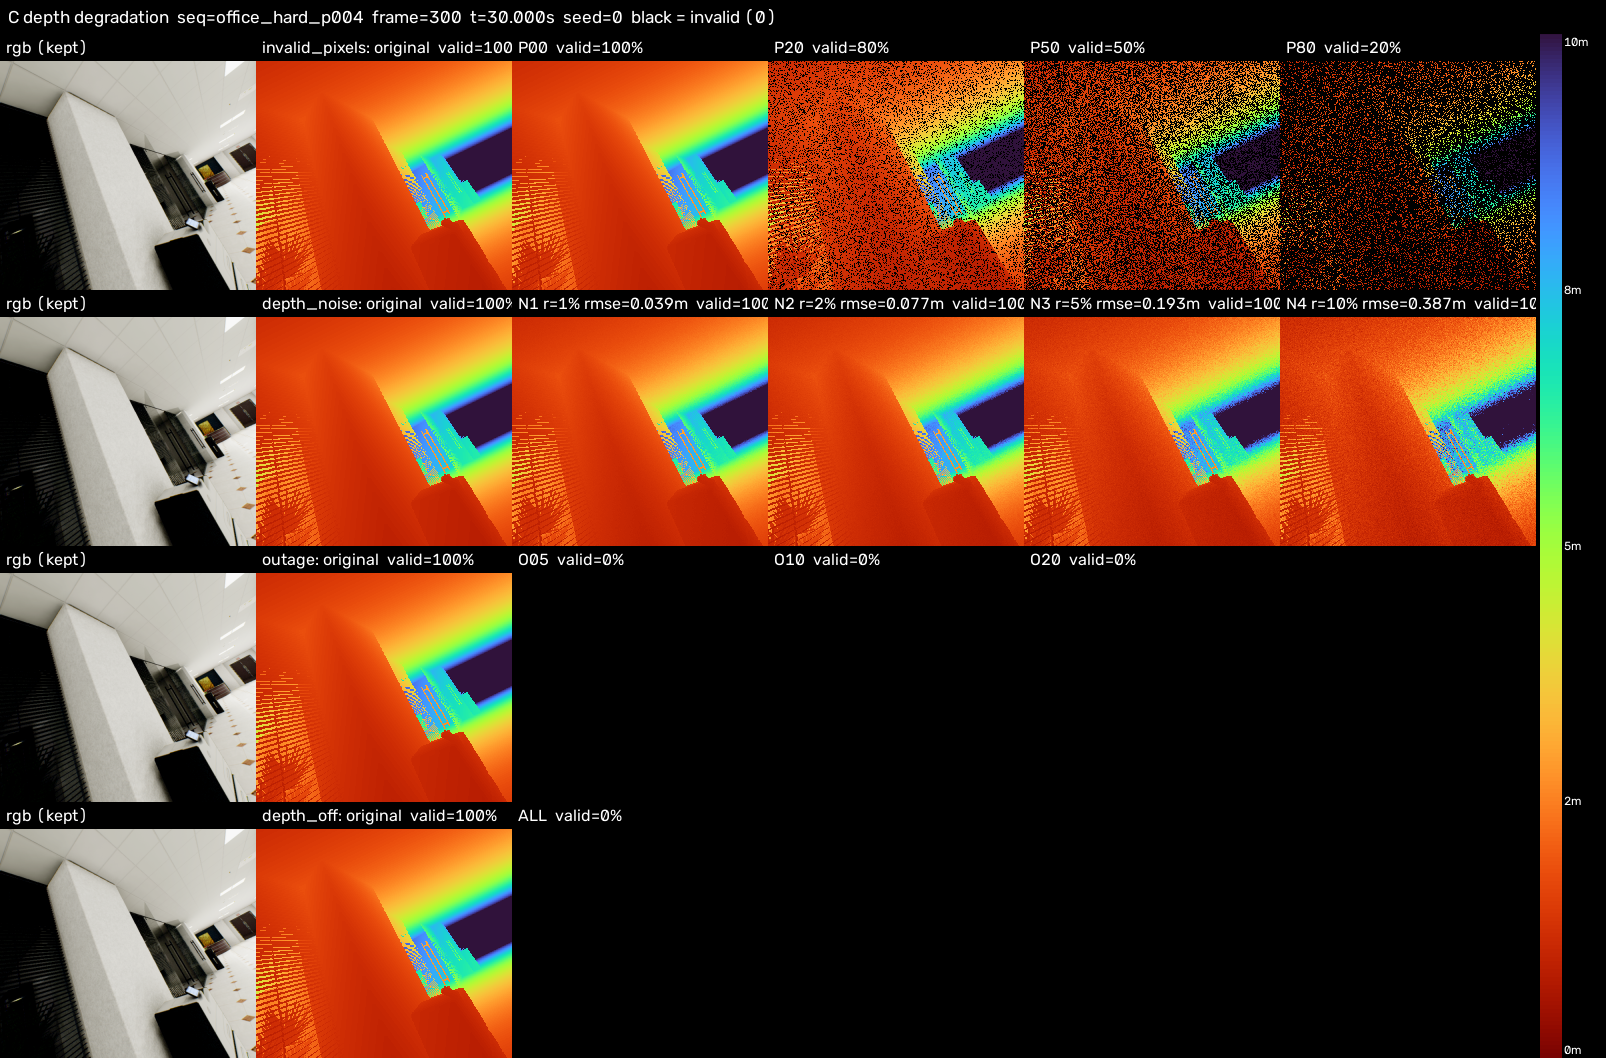 C depth degradation seq=office_hard_p004 frame=300 t=30.000s seed=0 black = invalid (0)
rgb (kept) invalid_pixels: original valid=100 P00 valid=100% P20 valid=80% P50 valid=50% P80 valid=20%
10m
8m
rgb (kept) depth_noise: original valid=100% N1 r=1% rmse=0.039m valid=100 N2 r=2% rmse=0.077m valid=100 N3 r=5% rmse=0.193m valid=100 N4 r=10% rmse=0.387m valid=10
5m
rgb (kept) outage: original valid=100% O05 valid=0% O10 valid=0% O20 valid=0%
2m
rgb (kept) depth_off: original valid=100% ALL valid=0%
0m